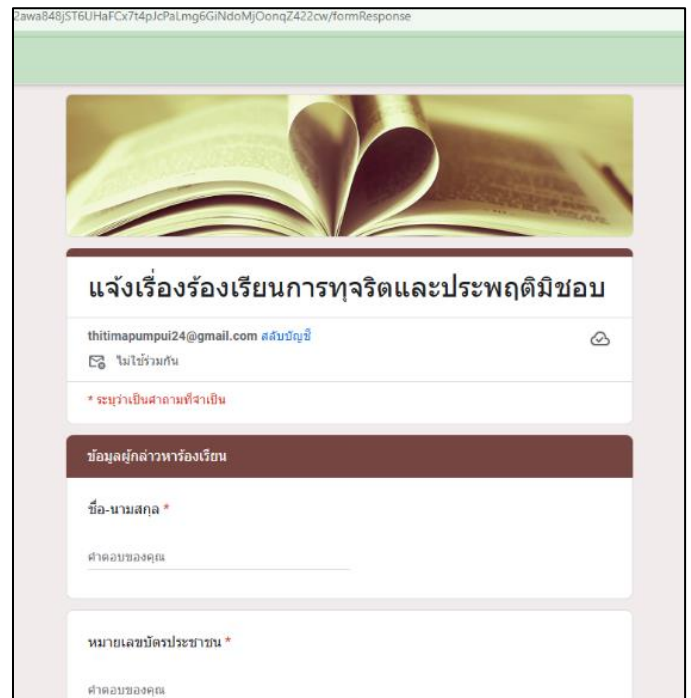 2awa848jST6UHaFCx7t4pJcPaLmg6GiNdoMjOonqZ422cw/formResponse
แจ้งเรื่องร้องเรียนการทุจริตและประพฤติมิชอบ
thitimapumpui24@gmail.com สลับบัญชี
ไม่ใช้ร่วมกัน
* ระบุว่าเป็นคำถามที่จำเป็น
ข้อมูลผู้กล่าวหาร้องเรียน
ชื่อ-นามสกุล *
คำตอบของคุณ
หมายเลขบัตรประชาชน *
คำตอบของคุณ